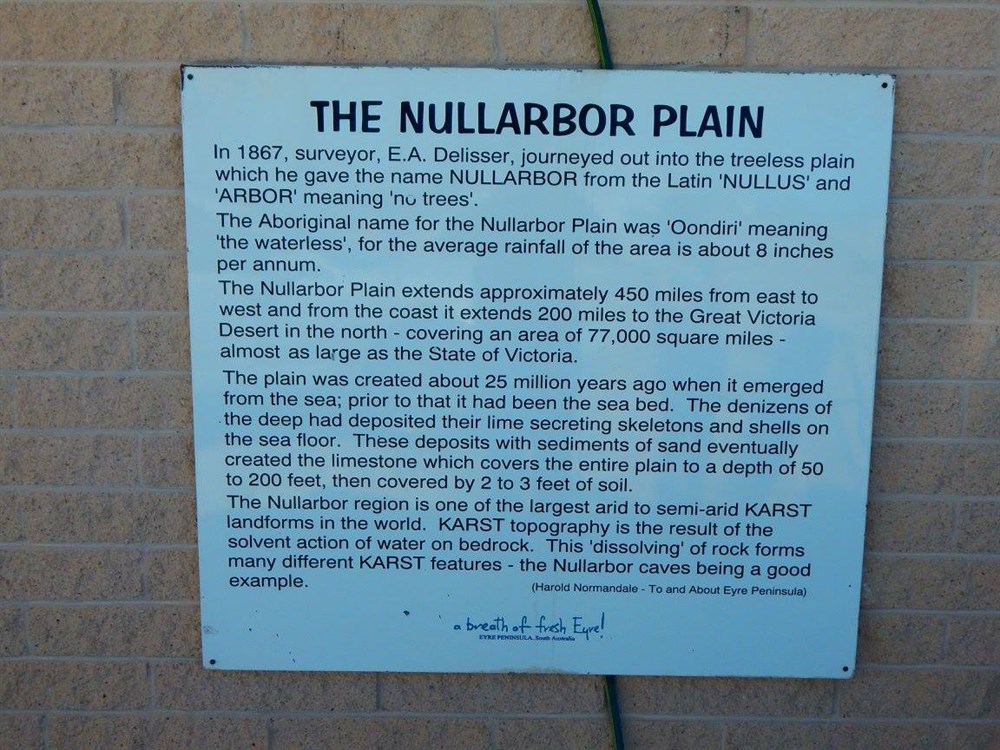 THE NULLARBOR PLAIN
In 1867, surveyor, E.A. Delisser, journeyed out into the treeless plain
which he gave the name NULLARBOR from the Latin 'NULLUS' and
'ARBOR' meaning 'no trees'.
The Aboriginal name for the Nullarbor Plain was 'Oondiri' meaning
'the waterless', for the average rainfall of the area is about 8 inches
per annum.
The Nullarbor Plain extends approximately 450 miles from east to
west and from the coast it extends 200 miles to the Great Victoria
Desert in the north - covering an area of 77,000 square miles -
almost as large as the State of Victoria.
The plain was created about 25 million years ago when it emerged
from the sea; prior to that it had been the sea bed. The denizens of
the deep had deposited their lime secreting skeletons and shells on
the sea floor. These deposits with sediments of sand eventually
created the limestone which covers the entire plain to a depth of 50
to 200 feet, then covered by 2 to 3 feet of soil.
The Nullarbor region is one of the largest arid to semi-arid KARST
landforms in the world. KARST topography is the result of the
solvent action of water on bedrock. This 'dissolving' of rock forms
many different KARST features - the Nullarbor caves being a good
example.
(Harold Normandale - To and About Eyre Peninsula)
a breath of fresh Eyre!
EYRE PENINSULA, South Australia